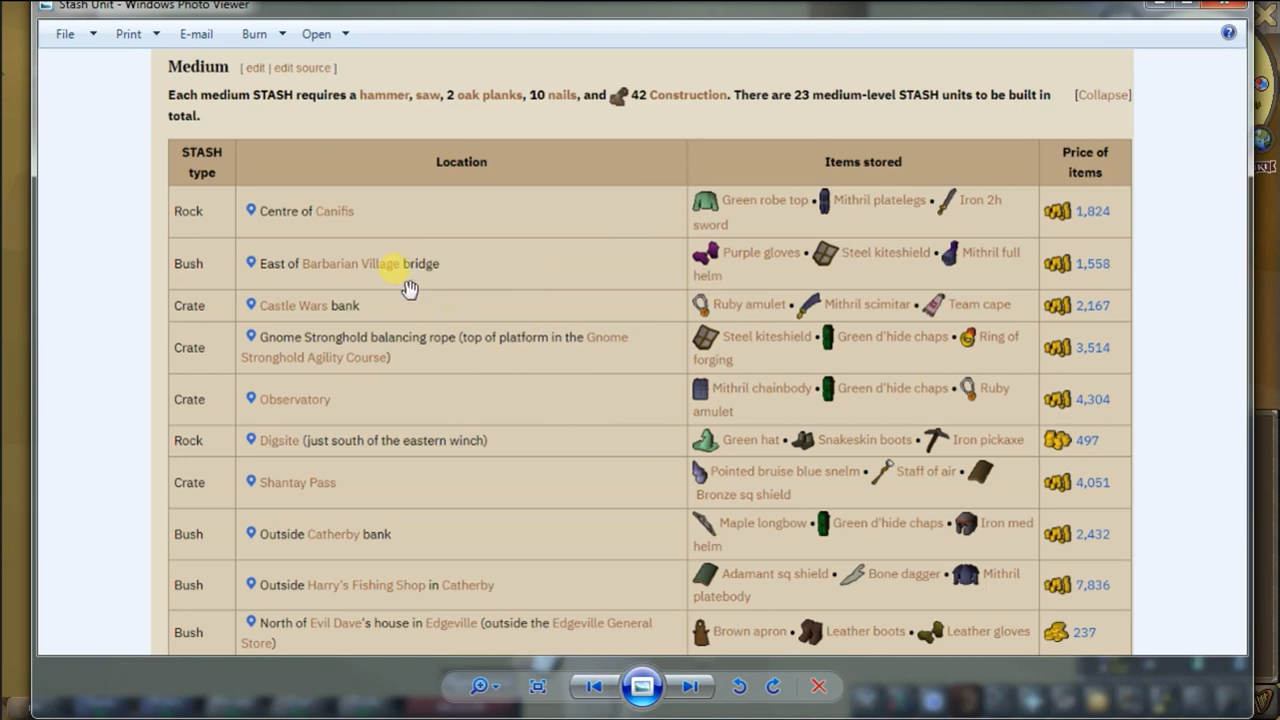 Stash Unit - Windows Photo Viewer
File Print E-mail Burn Open
Medium [ edit | edit source ]
Each medium STASH requires a hammer, saw, 2 oak planks, 10 nails, and 42 Construction. There are 23 medium-level STASH units to be built in [Collapse]
total.
STASH type Location Items stored Price of items
Rock Centre of Canifis Green robe top • Mithril platelegs • Iron 2h 1,824
sword
Bush East of Barbarian Village bridge Purple gloves • Steel kiteshield • Mithril full 1,558
helm
Crate Castle Wars bank Ruby amulet • Mithril scimitar • Team cape 2,167
Crate Gnome Stronghold balancing rope (top of platform in the Gnome
Stronghold Agility Course) Steel kiteshield • Green d'hide chaps • Ring of 3,514
forging
Crate Observatory Mithril chainbody • Green d'hide chaps • Ruby 4,304
amulet
Rock Digsite (just south of the eastern winch) Green hat • Snakeskin boots • Iron pickaxe 497
Crate Shantay Pass Pointed bruise blue snelm • Staff of air • 4,051
Bronze sq shield
Bush Outside Catherby bank Maple longbow • Green d'hide chaps • Iron med 2,432
helm
Bush Outside Harry's Fishing Shop in Catherby Adamant sq shield • Bone dagger • Mithril 7,836
platebody
Bush North of Evil Dave's house in Edgeville (outside the Edgeville General
Store) Brown apron • Leather boots • Leather gloves 237